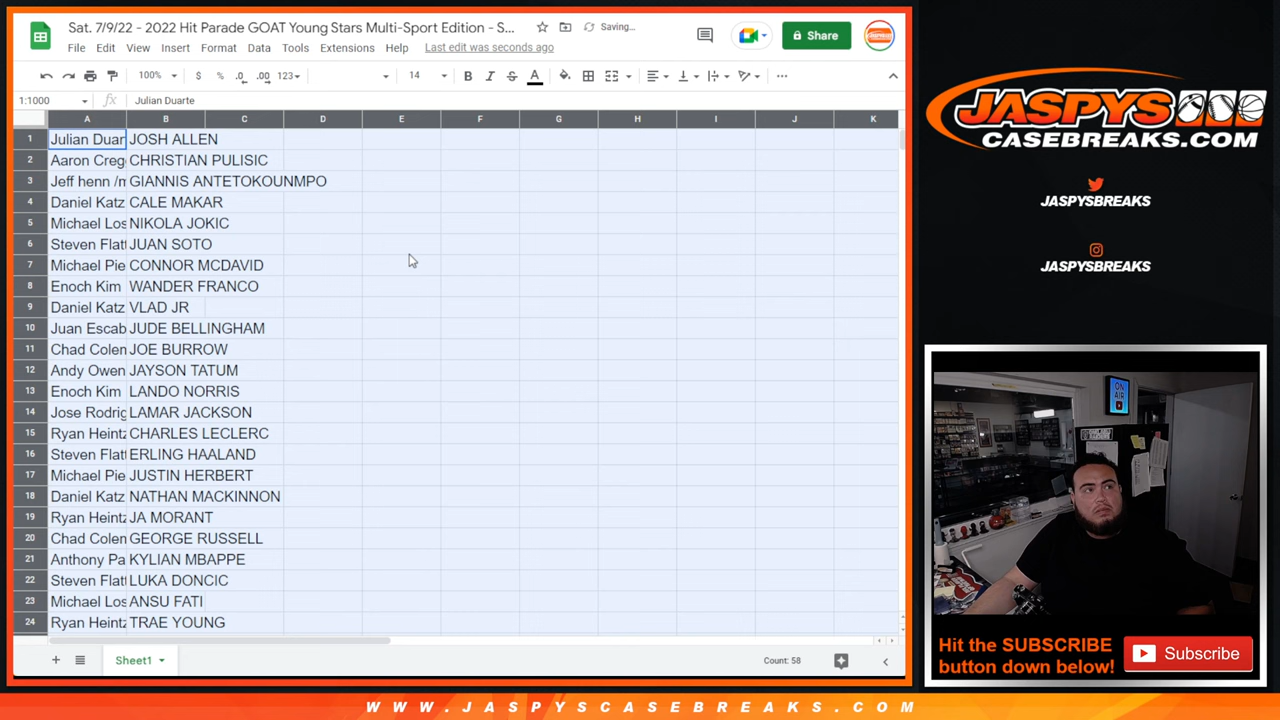 Sat. 7/9/22 - 2022 Hit Parade GOAT Young Stars Multi-Sport Edition - S...
Saving...
File Edit View Insert Format Data Tools Extensions Help Last edit was seconds ago
Share
100% $ % .0 .00 123 14 B I S A
1:1000 fx Julian Duarte
A B C D E F G H I J K
1 Julian Duar JOSH ALLEN
2 Aaron Creg CHRISTIAN PULISIC
3 Jeff henn /m GIANNIS ANTETOKOUNMPO
4 Daniel Katz CALE MAKAR
5 Michael Los NIKOLA JOKIC
6 Steven Flatt JUAN SOTO
7 Michael Pie CONNOR MCDAVID
8 Enoch Kim WANDER FRANCO
9 Daniel Katz VLAD JR
10 Juan Escab JUDE BELLINGHAM
11 Chad Colem JOE BURROW
12 Andy Owen JAYSON TATUM
13 Enoch Kim LANDO NORRIS
14 Jose Rodrig LAMAR JACKSON
15 Ryan Heintz CHARLES LECLERC
16 Steven Flatt ERLING HAALAND
17 Michael Pie JUSTIN HERBERT
18 Daniel Katz NATHAN MACKINNON
19 Ryan Heintz JA MORANT
20 Chad Colem GEORGE RUSSELL
21 Anthony Pa KYLIAN MBAPPE
22 Steven Flatt LUKA DONCIC
23 Michael Los ANSU FATI
24 Ryan Heintz TRAE YOUNG
Sheet1
Count: 58
JASPYS
CASEBREAKS.COM
JASPYSBREAKS
JASPYSBREAKS
ON AIR
Hit the SUBSCRIBE
button down below!
Subscribe
WWW.JASPYSCASEBREAKS.COM